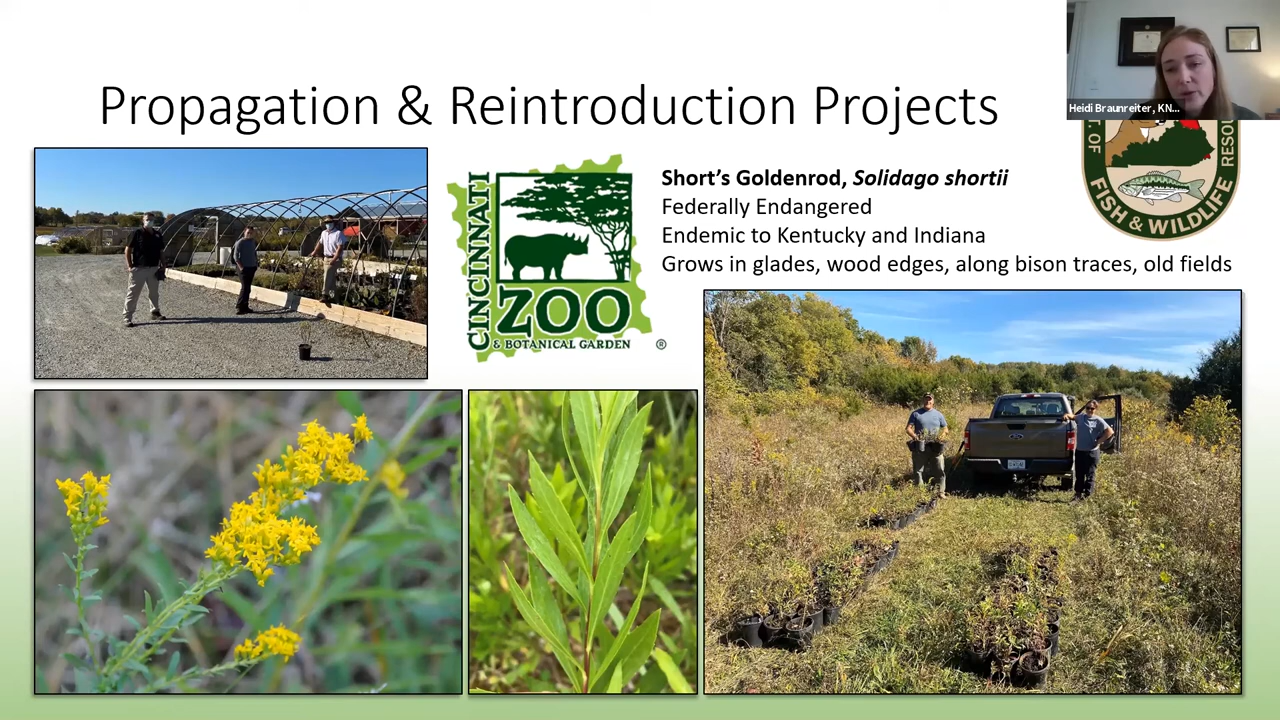 Propagation & Reintroduction Projects
Heidi Braunreiter, KN...
T. OF
RESOU
FISH & WILDLIFE
CINCINNATI
ZOO
& BOTANICAL GARDEN
®
Short’s Goldenrod, Solidago shortii
Federally Endangered
Endemic to Kentucky and Indiana
Grows in glades, wood edges, along bison traces, old fields